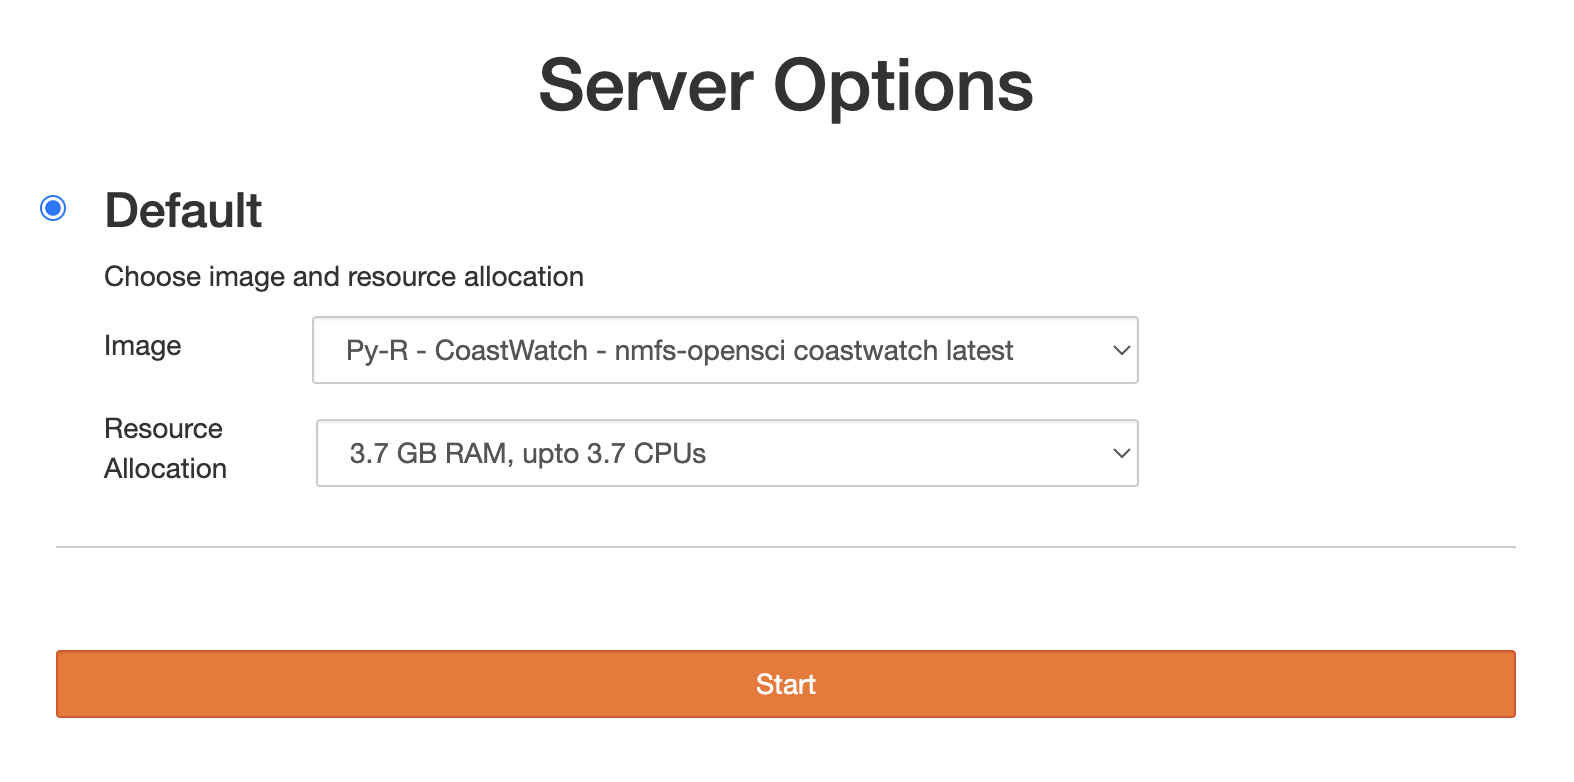 Server Options
Default
Choose image and resource allocation
Image
Py-R - CoastWatch - nmfs-opensci coastwatch latest
Resource
Allocation
3.7 GB RAM, upto 3.7 CPUs
Start